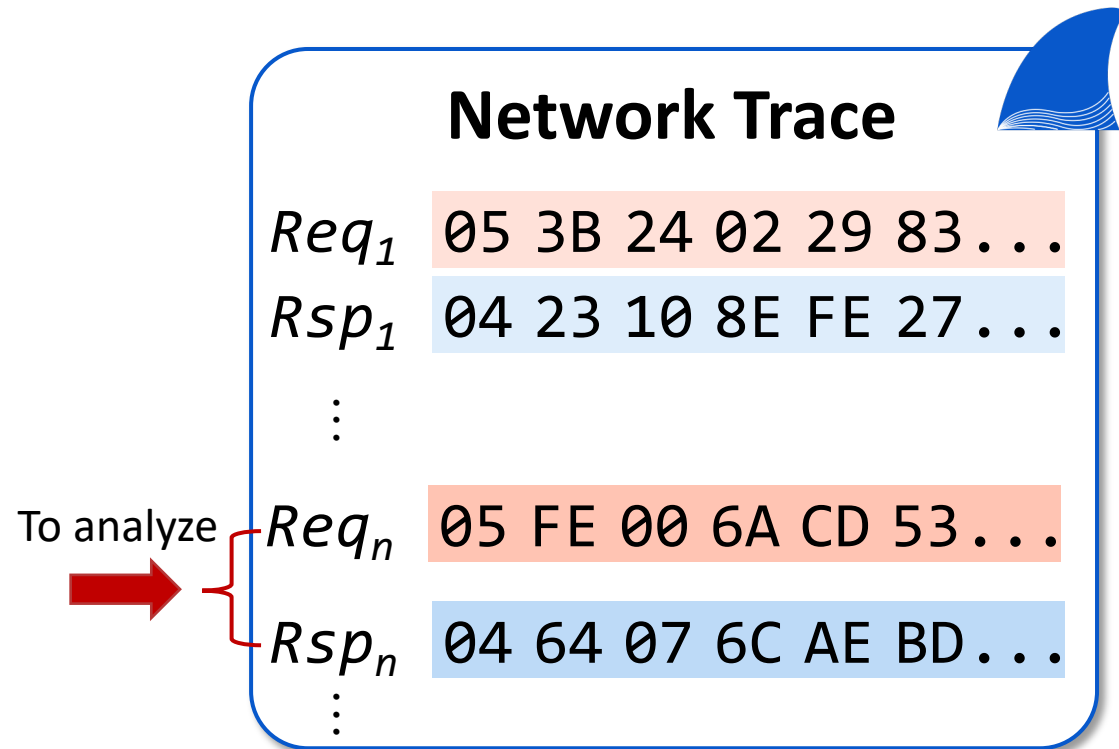 Network Trace
Req1 05 3B 24 02 29 83...
Rsp1 04 23 10 8E FE 27...
⋮
To analyze
Reqn 05 FE 00 6A CD 53...
Rspn 04 64 07 6C AE BD...
⋮